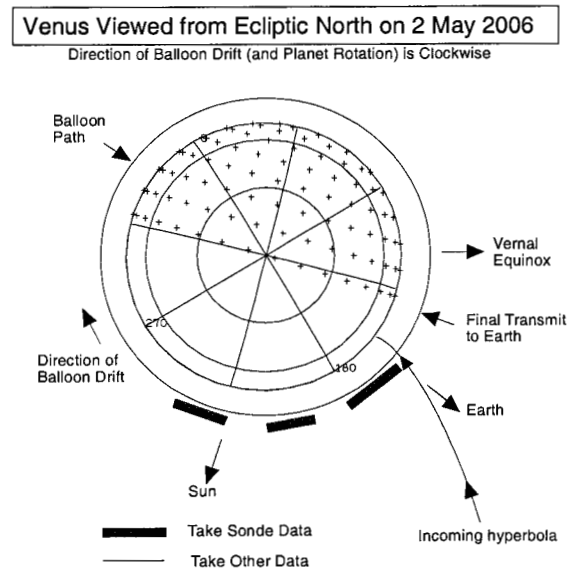 Venus Viewed from Ecliptic North on 2 May 2006
Direction of Balloon Drift (and Planet Rotation) is Clockwise
Balloon
Path
Vernal
Equinox
270
Final Transmit
to Earth
Direction of
Balloon Drift
180
Earth
Sun
Take Sonde Data
Incoming hyperbola
Take Other Data